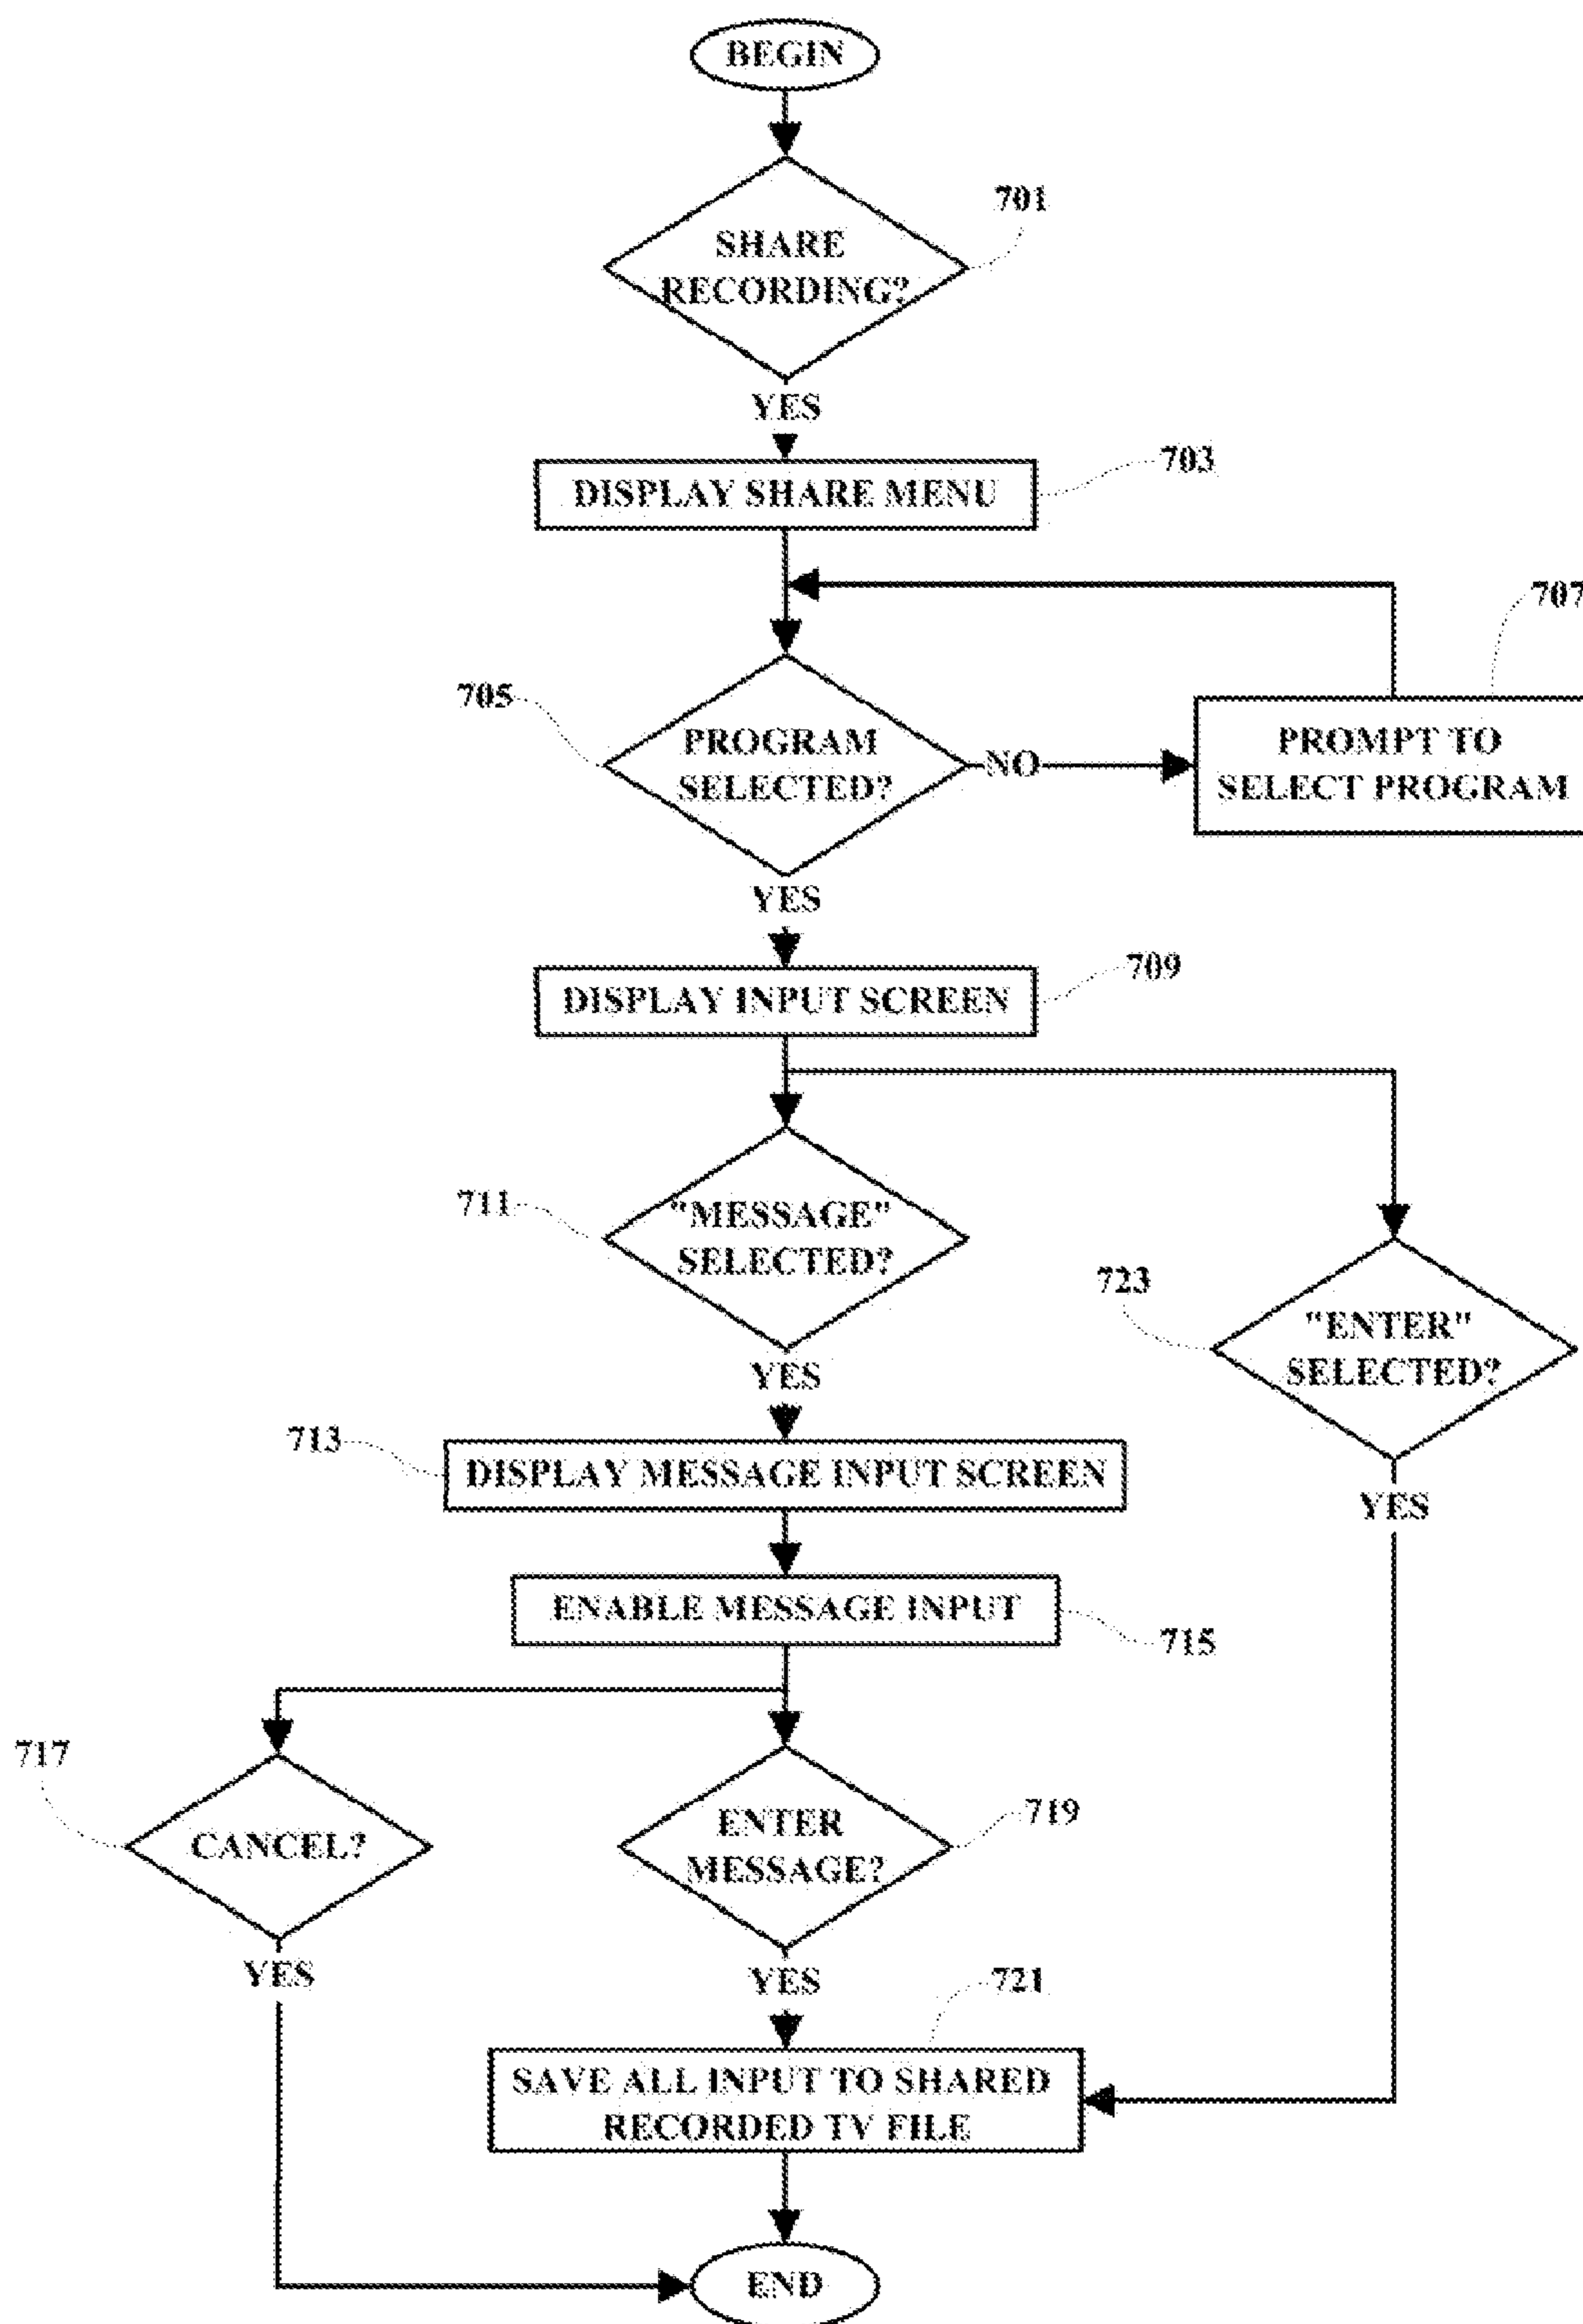 BEGIN
701
SHARE
RECORDING?
YES
703
DISPLAY SHARE MENU
707
705
PROGRAM
SELECTED?
NO
PROMPT TO
SELECT PROGRAM
YES
709
DISPLAY INPUT SCREEN
711
"MESSAGE"
SELECTED?
723
"ENTER"
SELECTED?
YES
713
DISPLAY MESSAGE INPUT SCREEN
YES
ENABLE MESSAGE INPUT
715
717
CANCEL?
ENTER
MESSAGE?
719
YES
YES
721
SAVE ALL INPUT TO SHARED
RECORDED TV FILE
END